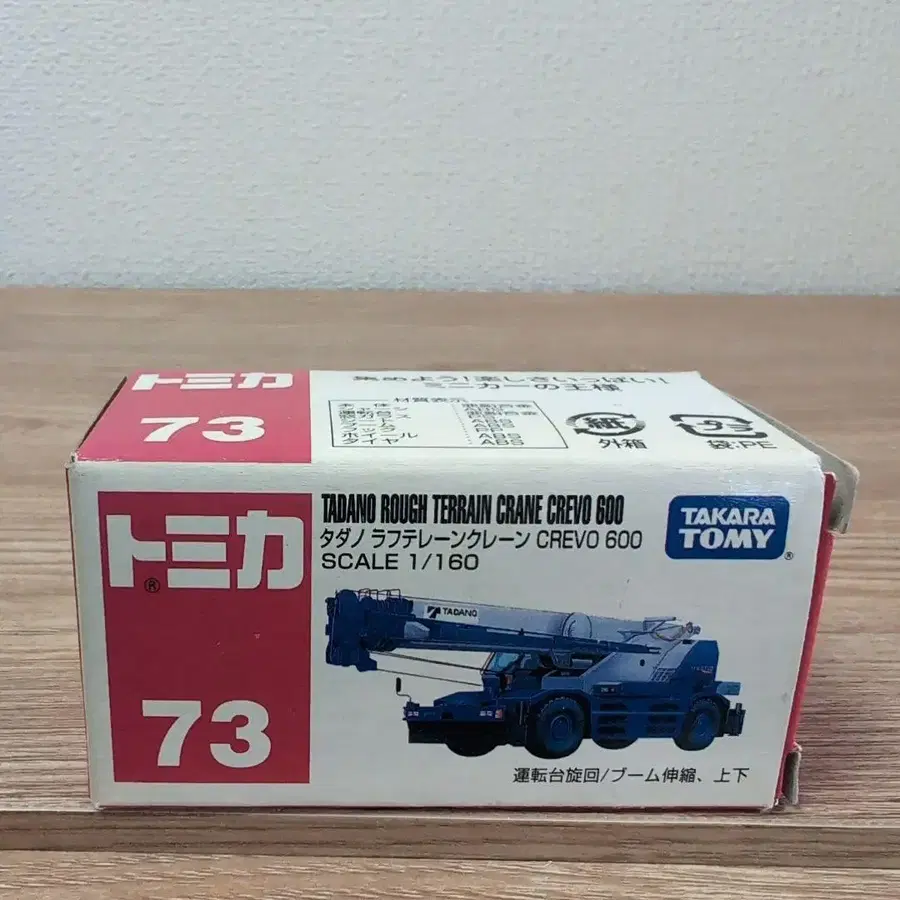 トミカ
73
集めよう!楽しさいっぱい!
ミニカーの王様
材質表示
紙
外箱
プラ
袋:PE
トミカ®
73
TADANO ROUGH TERRAIN CRANE CREVO 600
タダノ ラフテレーンクレーン CREVO 600
SCALE 1/160
TAKARA
TOMY®
TADANO
運転台旋回/ブーム伸縮、上下